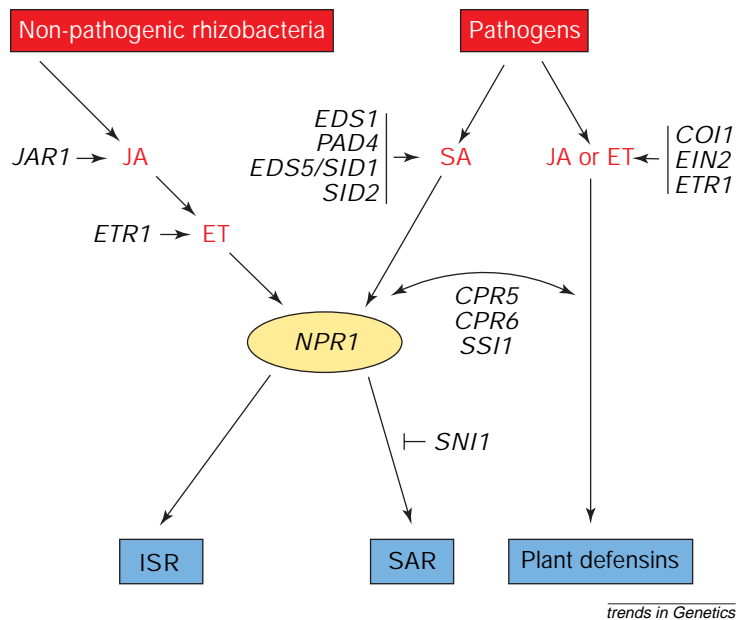 Non-pathogenic rhizobacteria
Pathogens
EDS1
PAD4
EDS5/SID1
SID2
COI1
EIN2
ETR1
JAR1
JA
SA
JA or ET
ETR1
ET
CPR5
CPR6
SSI1
NPR1
SNI1
ISR
SAR
Plant defensins
trends in Genetics